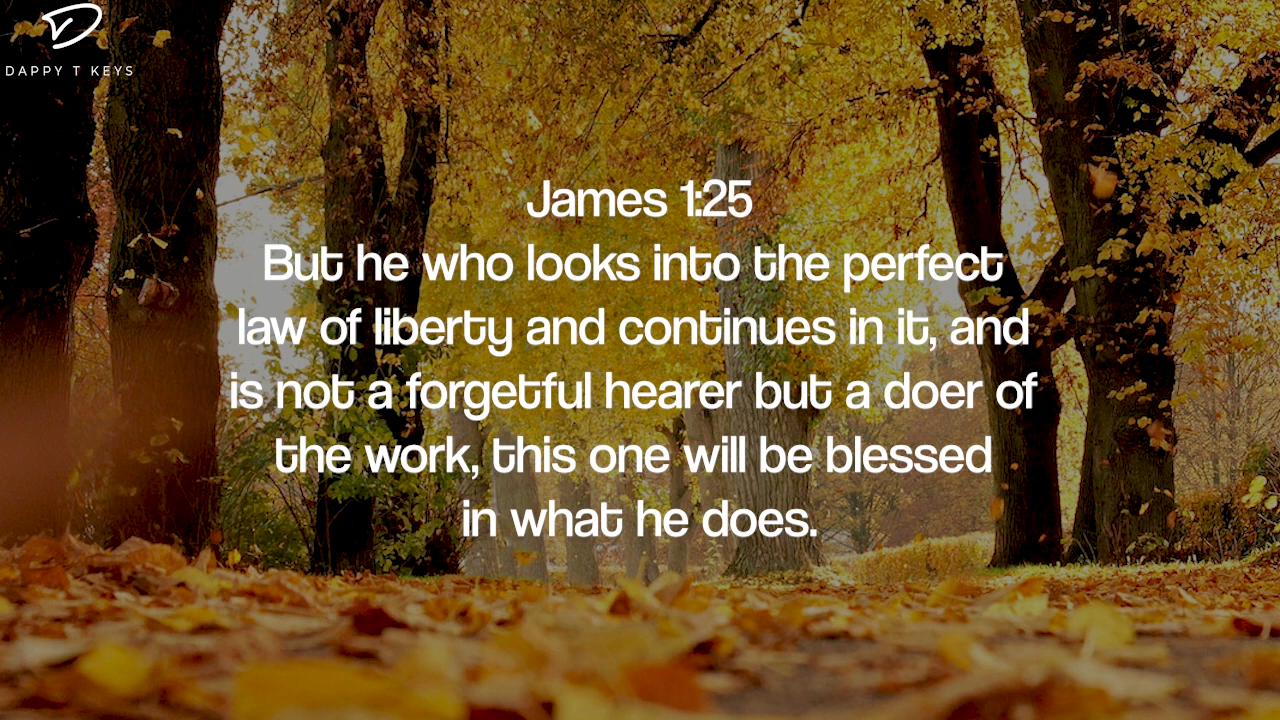 DAPPY T KEYS
James 1:25
But he who looks into the perfect
law of liberty and continues in it, and
is not a forgetful hearer but a doer of
the work, this one will be blessed
in what he does.